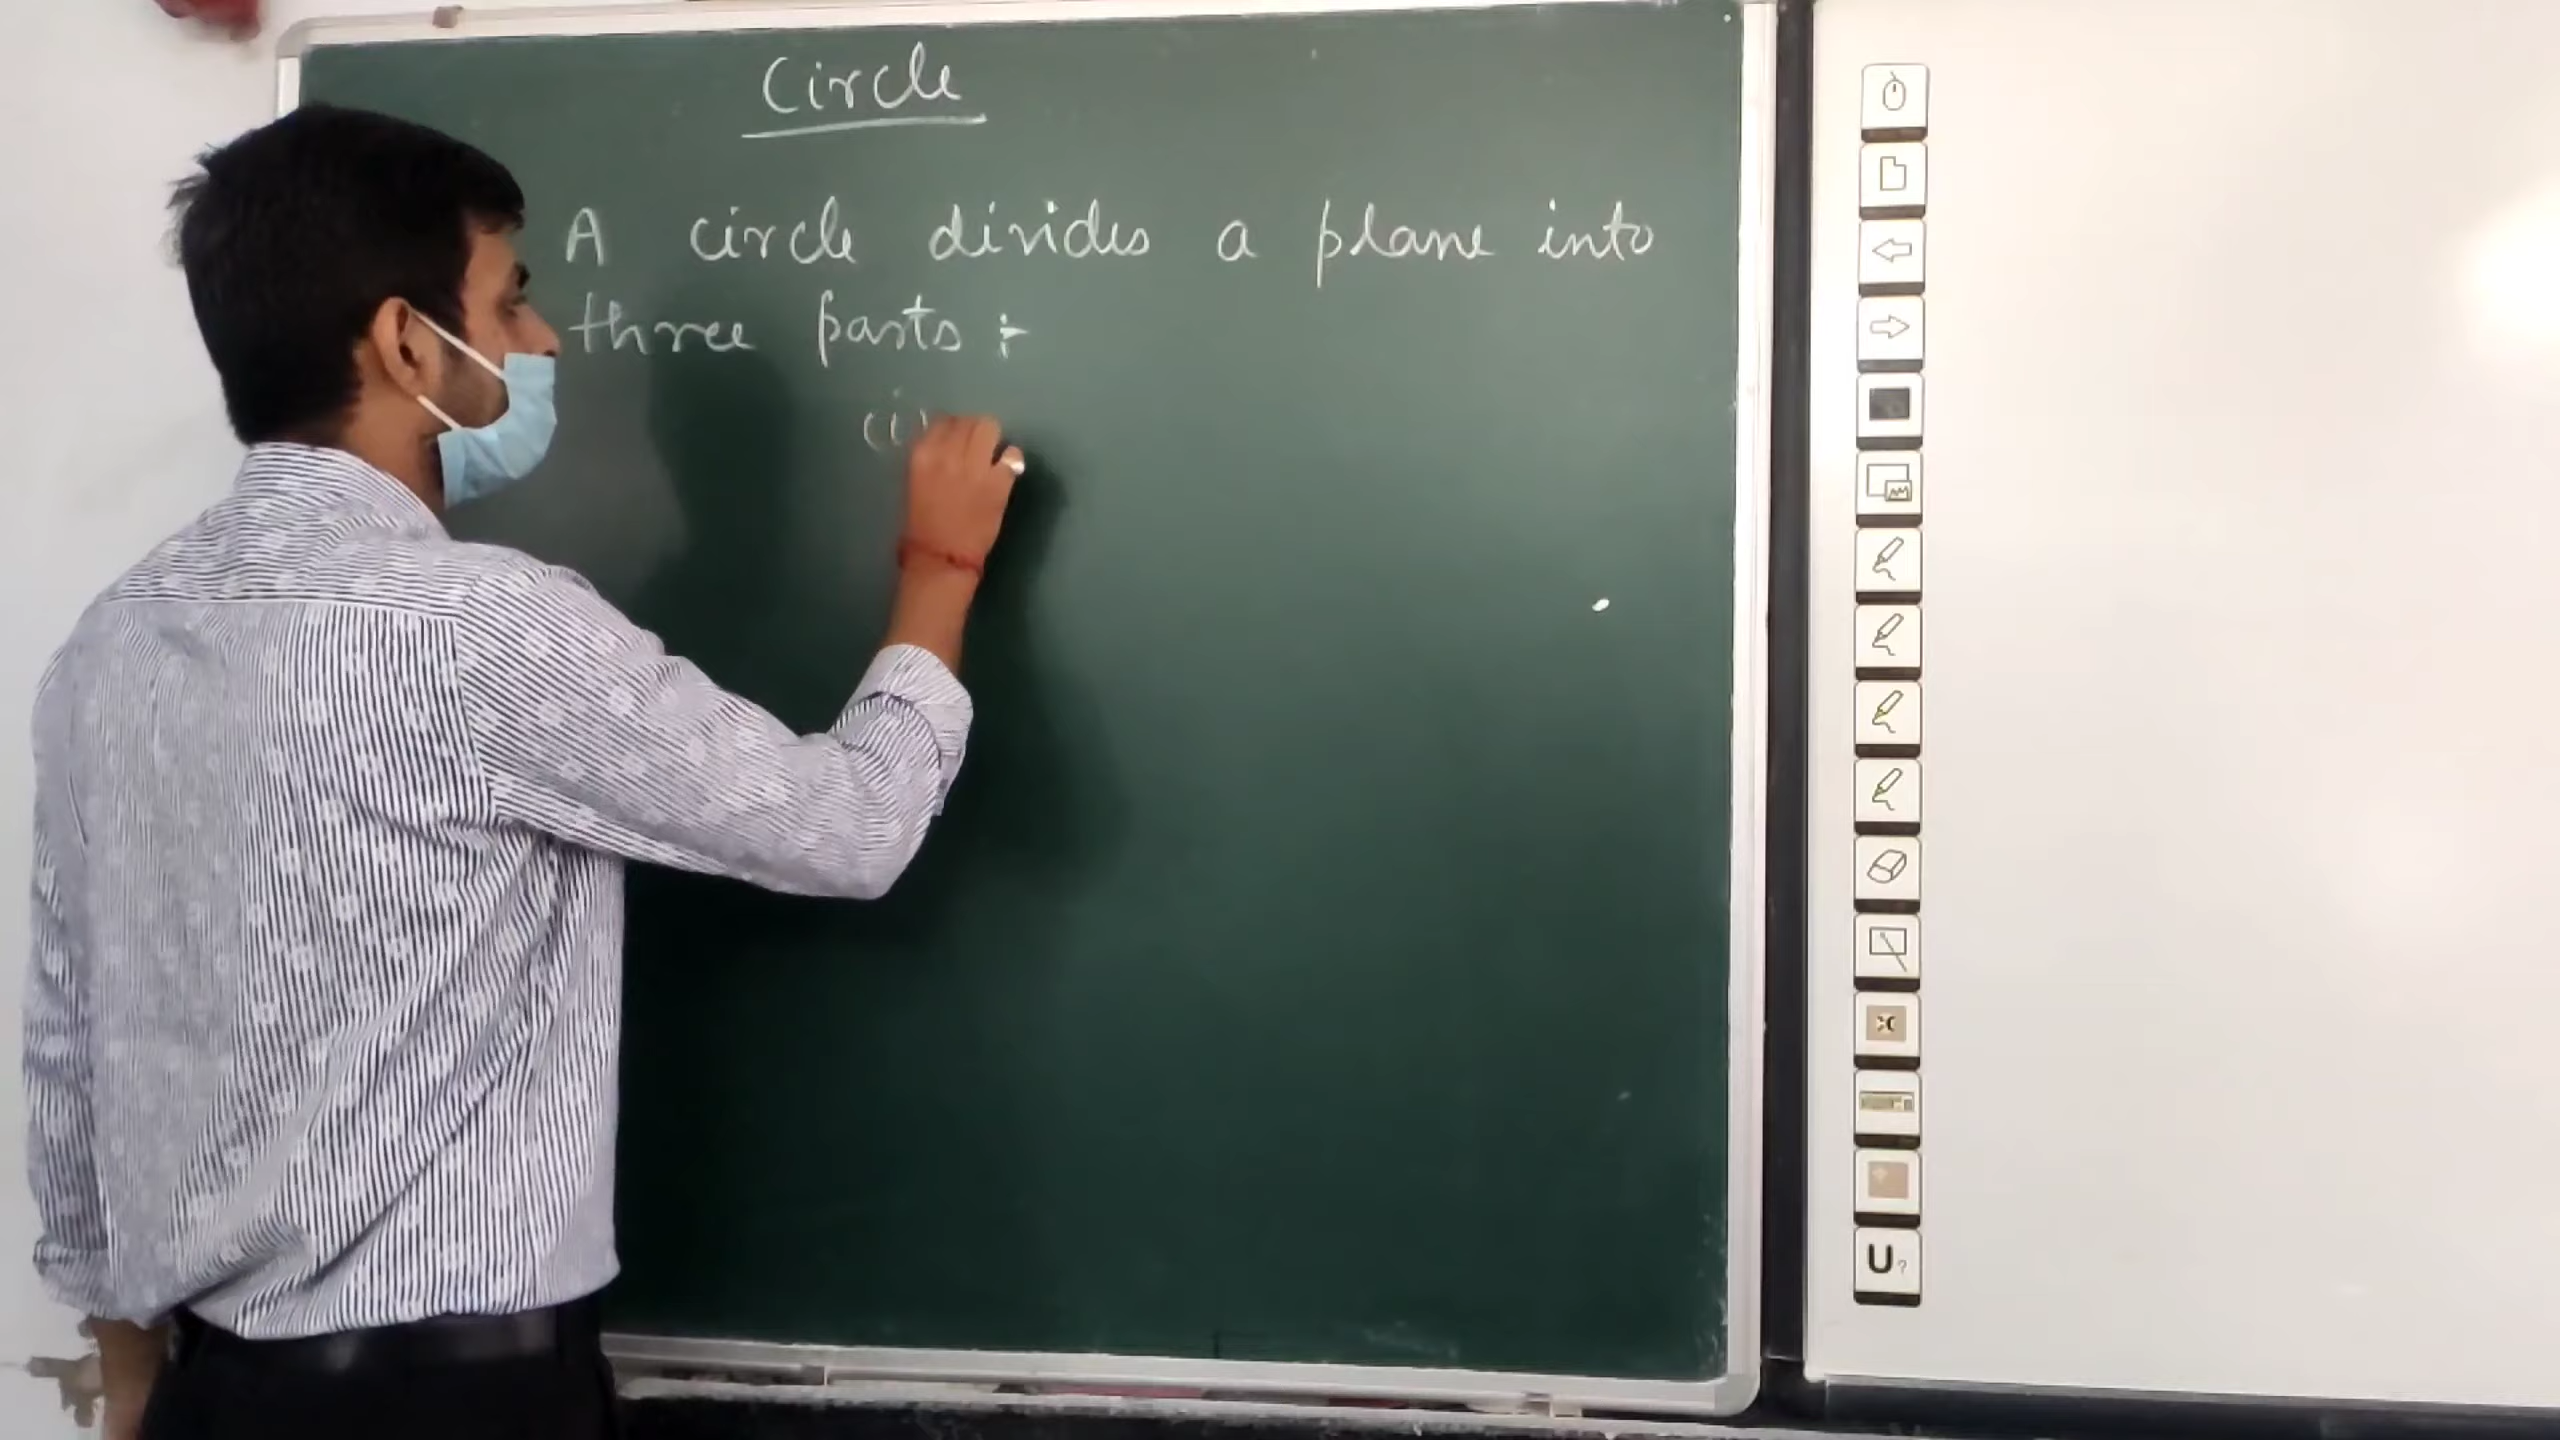 Circle
A circle divides a plane into
three parts :-
(i)
U?